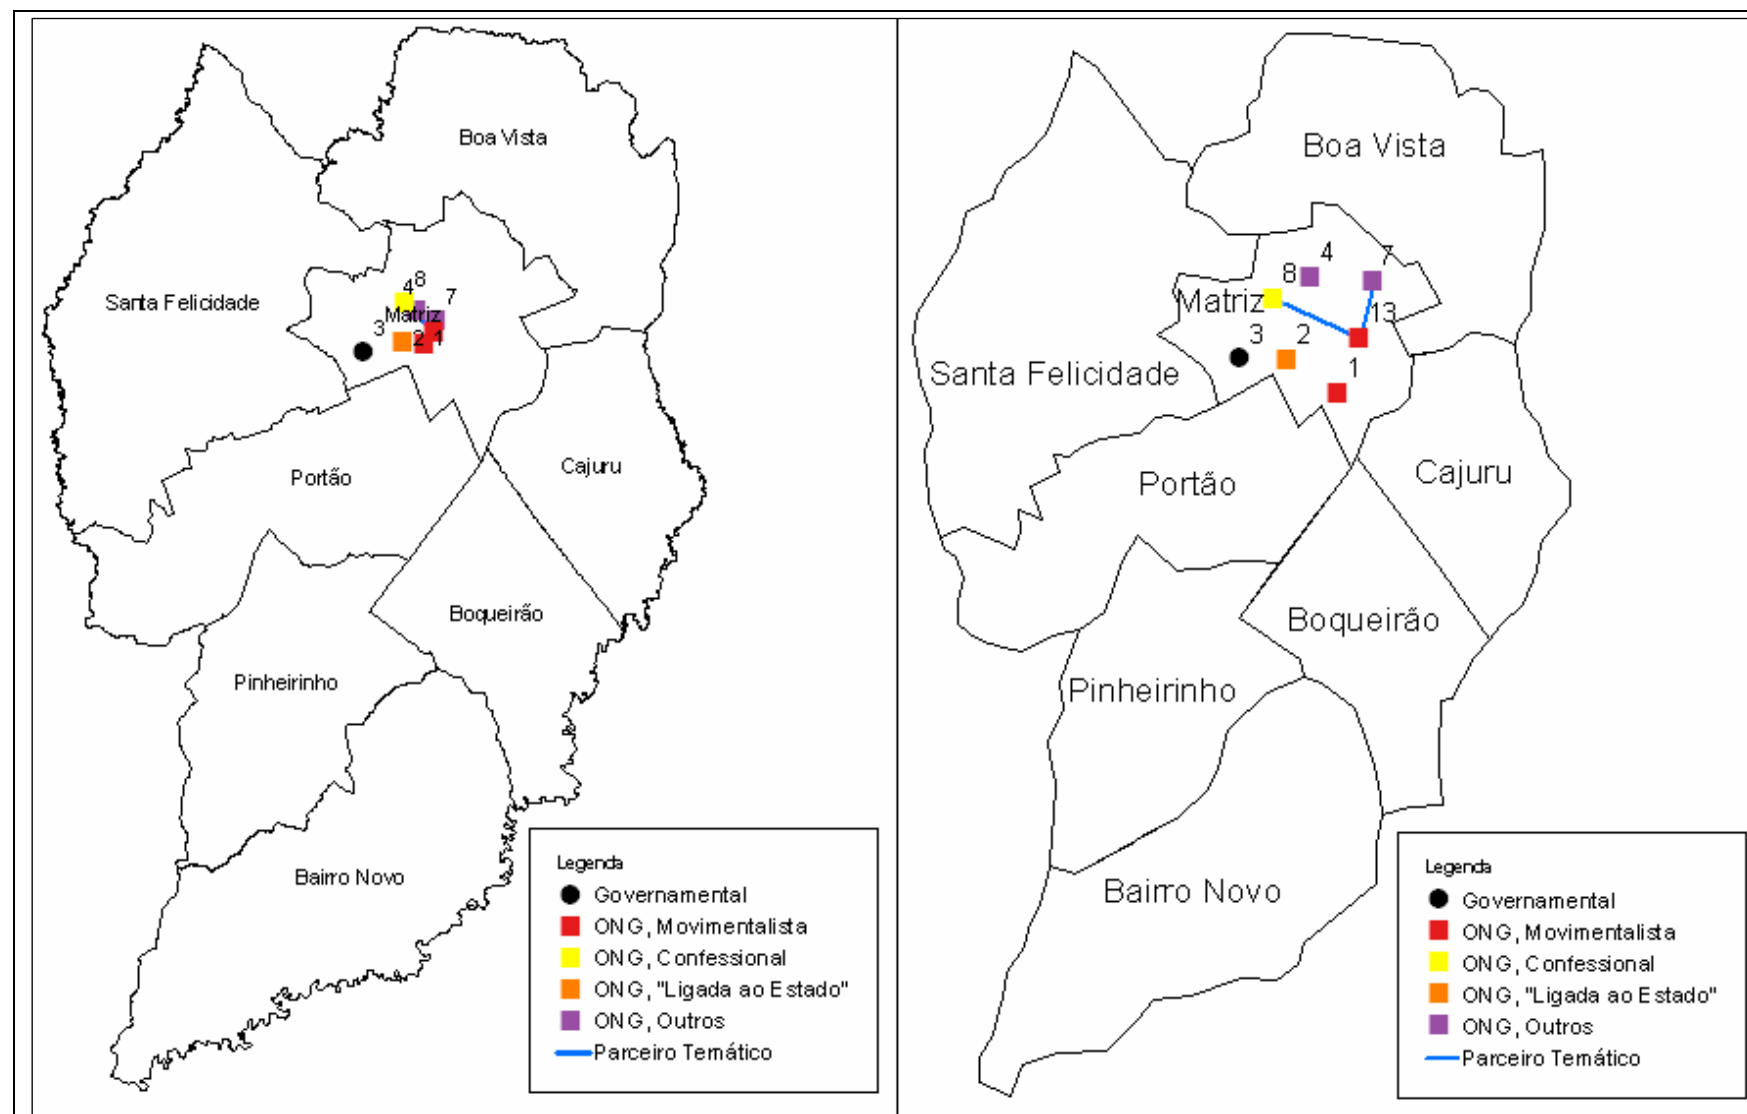 Boa Vista
Santa Felicidade
8
4
7
Matriz
3
2
1
Portão
Cajuru
Boqueirão
Pinheirinho
Bairro Novo
Legenda
Governamental
ONG, Movimentalista
ONG, Confessional
ONG, "Ligada ao Estado"
ONG, Outros
Parceiro Temático
Boa Vista
4
7
8
Matriz
13
3
2
1
Santa Felicidade
Portão
Cajuru
Boqueirão
Pinheirinho
Bairro Novo
Legenda
Governamental
ONG, Movimentalista
ONG, Confessional
ONG, "Ligada ao Estado"
ONG, Outros
Parceiro Temático